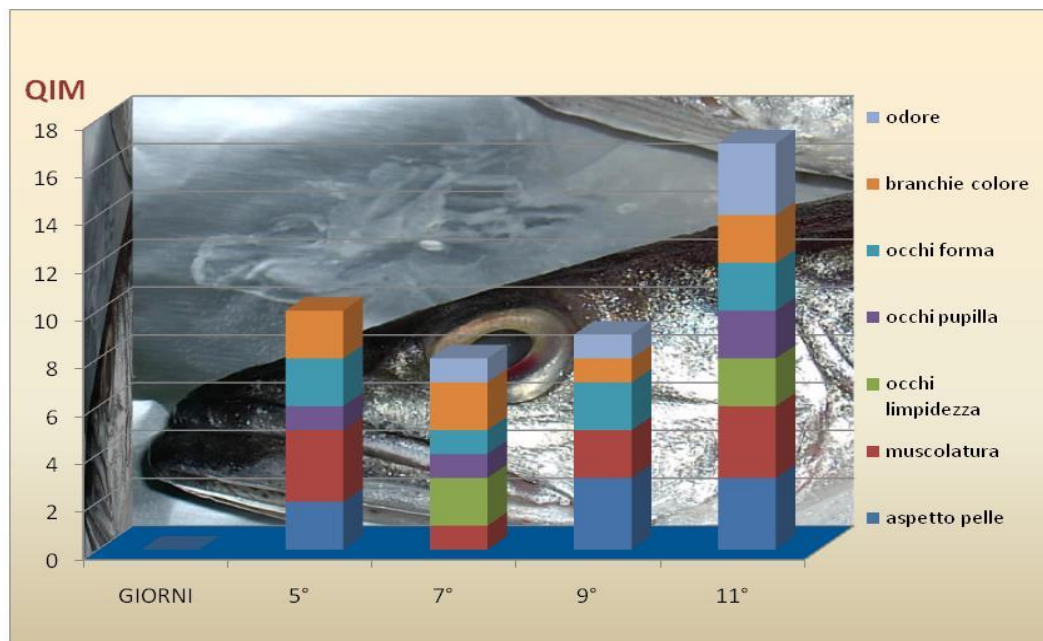 QIM
18
16
14
12
10
8
6
4
2
0
GIORNI 5° 7° 9° 11°
odore
branchie colore
occhi forma
occhi pupilla
occhi
limpidezza
muscolatura
aspetto pelle